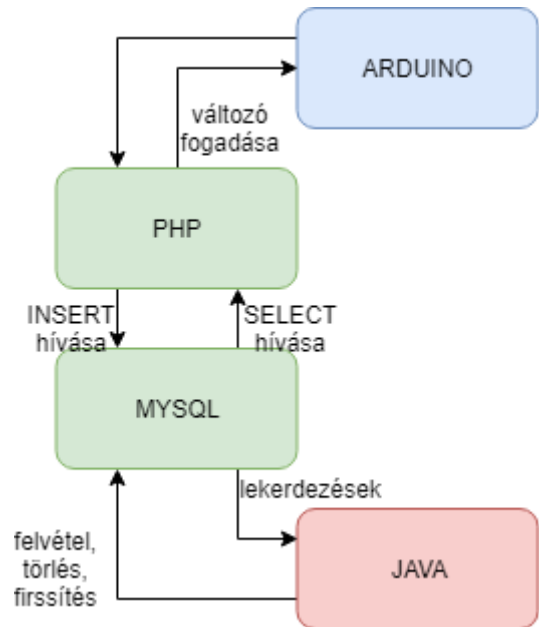 ARDUINO
változó
fogadása
PHP
INSERT
hívása
SELECT
hívása
MYSQL
lekerdezések
felvétel,
törlés,
firssítés
JAVA